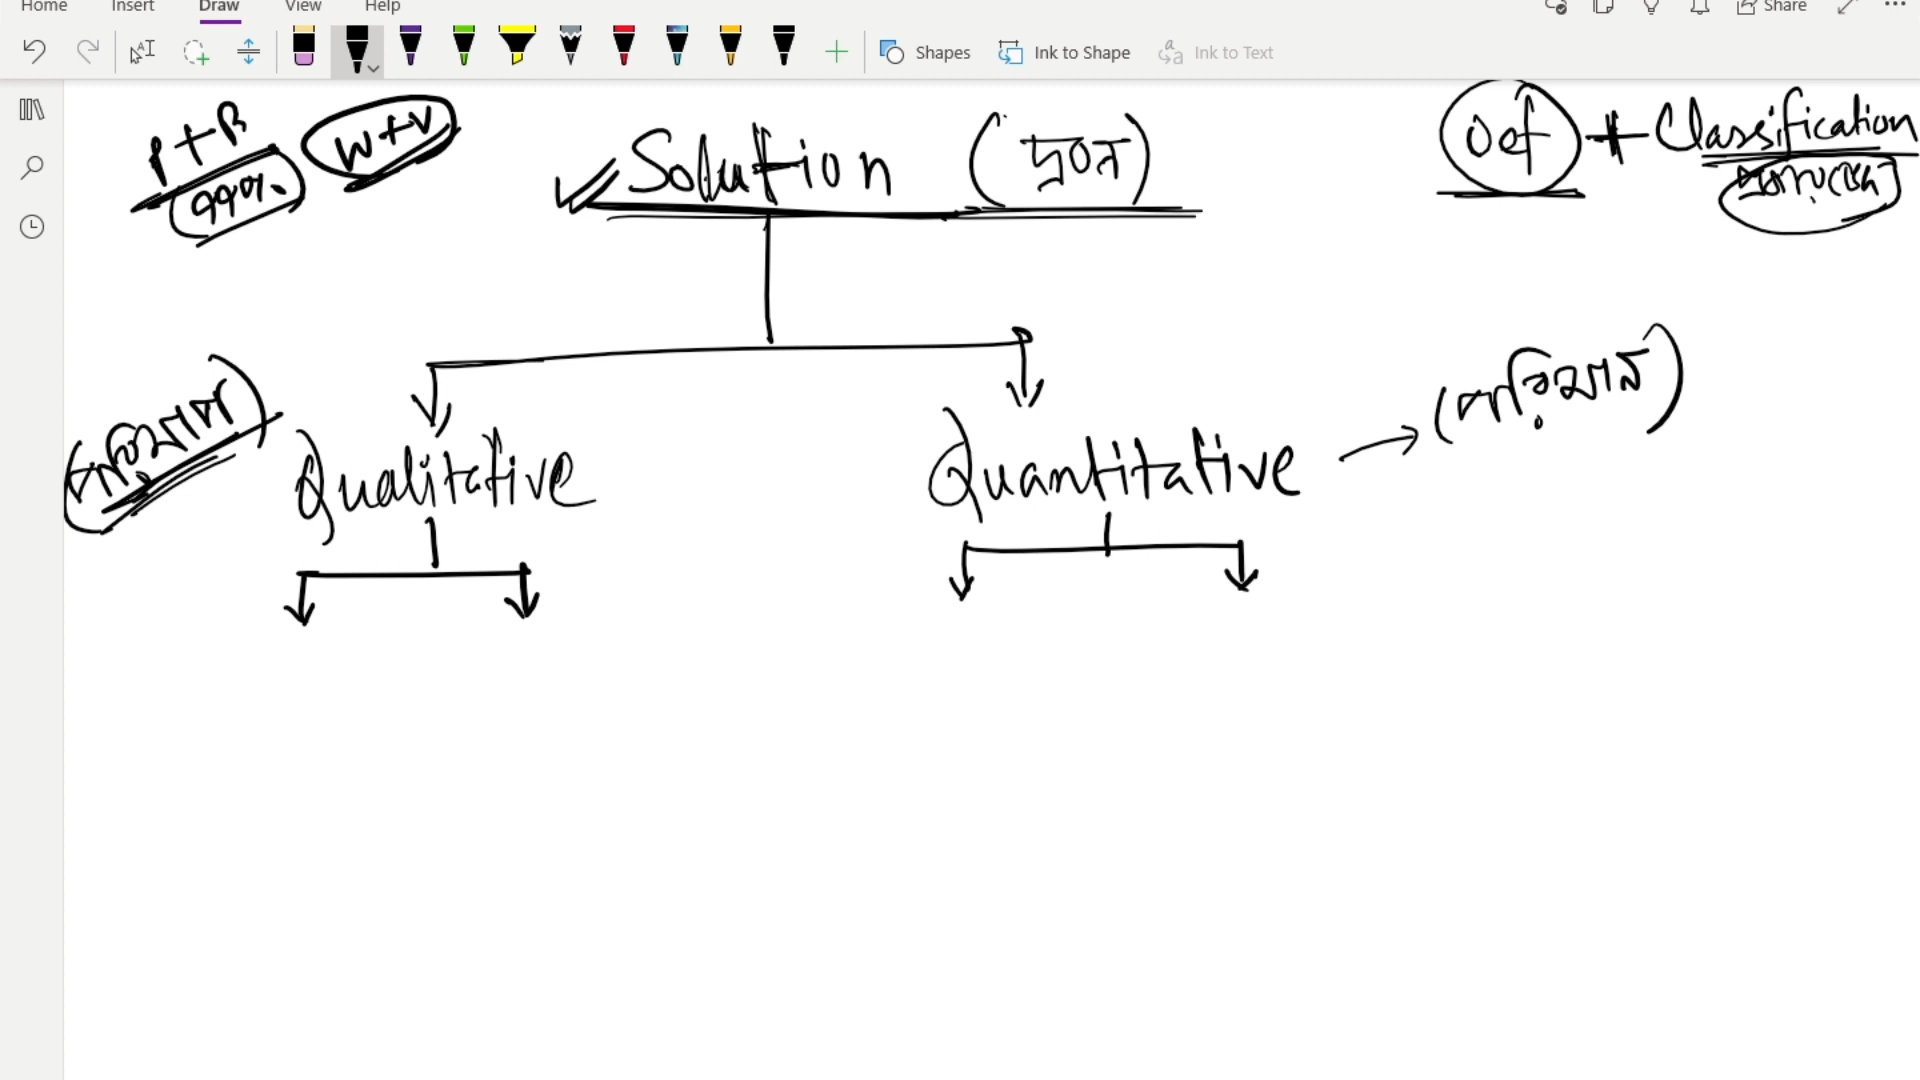 Home Insert Draw View Help Share
Shapes Ink to Shape Ink to Text
P + B
99%
W + V
Solution (দ্রবণ)
Def + Classification
Qualitative
Quantitative → (পরিমাণ)